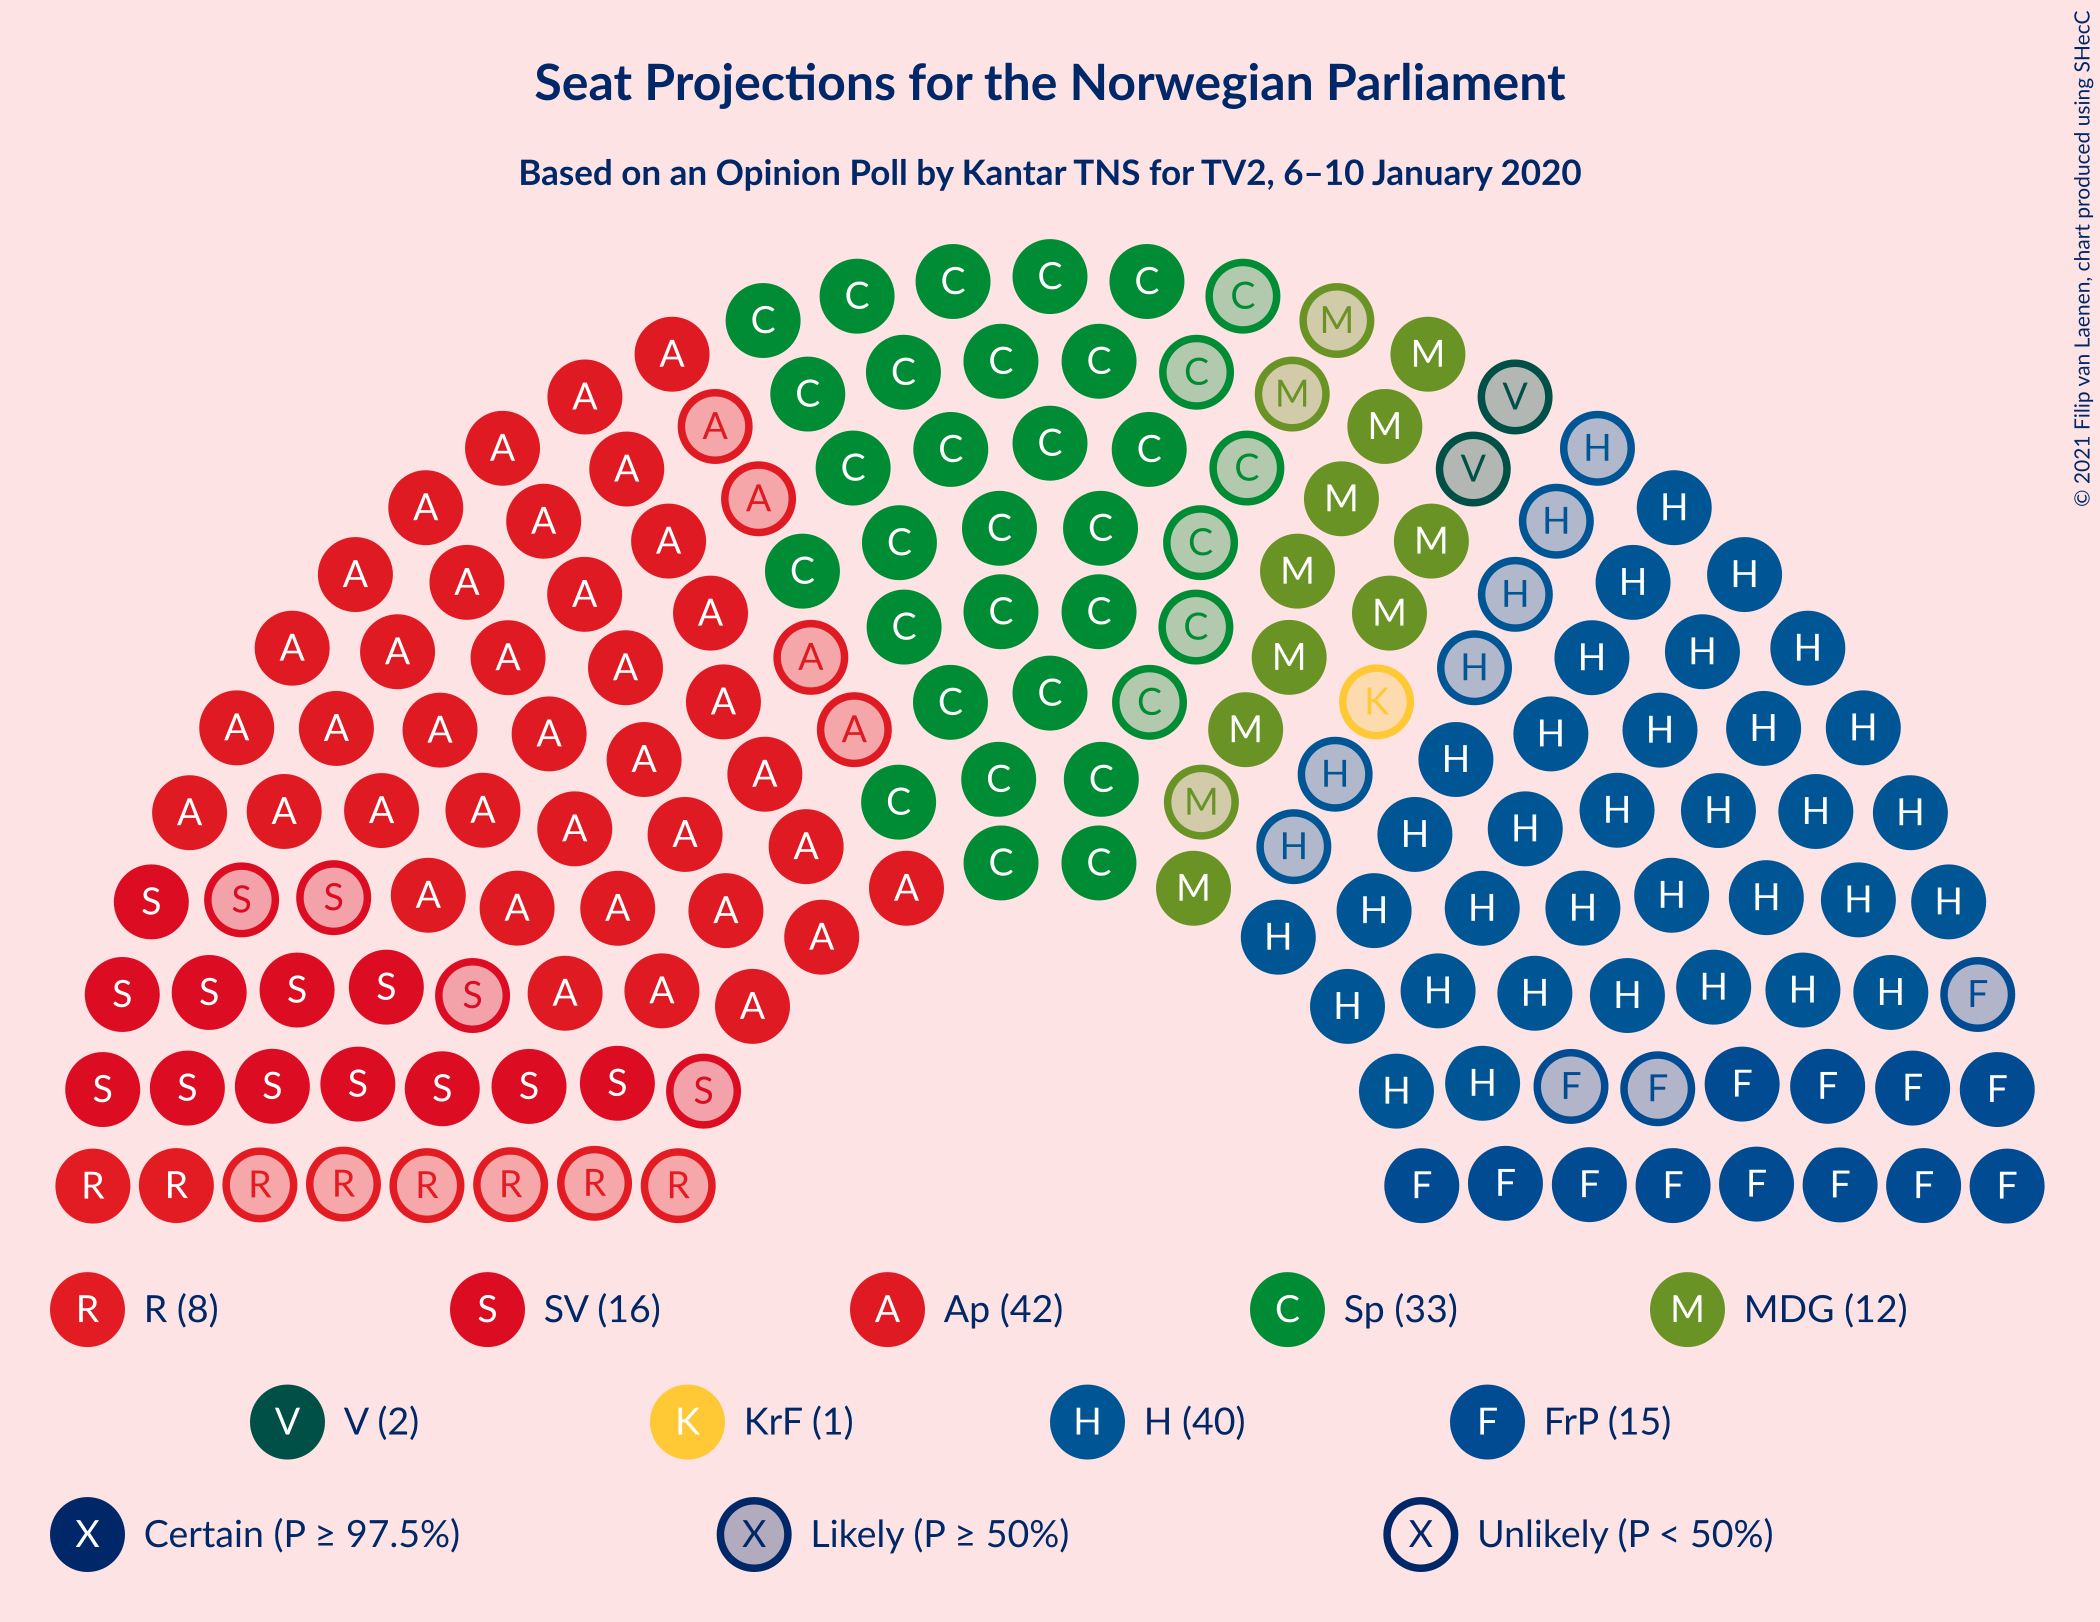 Seat Projections for the Norwegian Parliament
Based on an Opinion Poll by Kantar TNS for TV2, 6–10 January 2020
© 2021 Filip van Laenen, chart produced using SHecC
C C C C C C M
C C C C
A C C M M
A C C M V
A A C C C C M H
A A C C M V
A A C C C C M H H
A A C C M H
A A A C C C C M H H
A A A A M M H H H
A A A C C C K H H
A A A A M H H H
A A A C C C M H H H
A A A A H H H H
A A A A A H H H H H
S S S A A C C M H H H H H
A A A A H H H H
S S S S S A A A H H H H H H H F
S S S S S S S S H H F F F F F F
R R R R R R R R F F F F F F F F
R R (8) S SV (16) A Ap (42) C Sp (33) M MDG (12)
V V (2) K KrF (1) H H (40) F FrP (15)
X Certain (P ≥ 97.5%) X Likely (P ≥ 50%) X Unlikely (P < 50%)